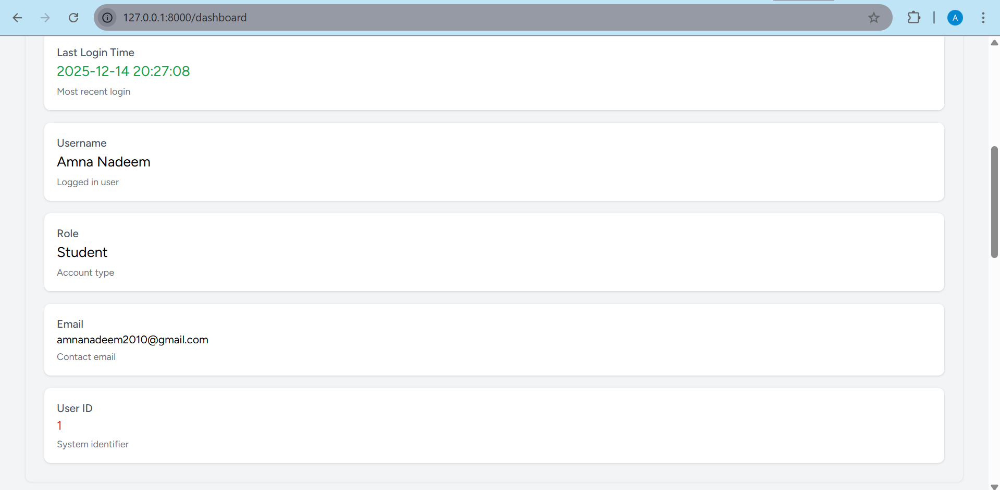 127.0.0.1:8000/dashboard
A
Last Login Time
2025-12-14 20:27:08
Most recent login
Username
Amna Nadeem
Logged in user
Role
Student
Account type
Email
amnanadeem2010@gmail.com
Contact email
User ID
1
System identifier